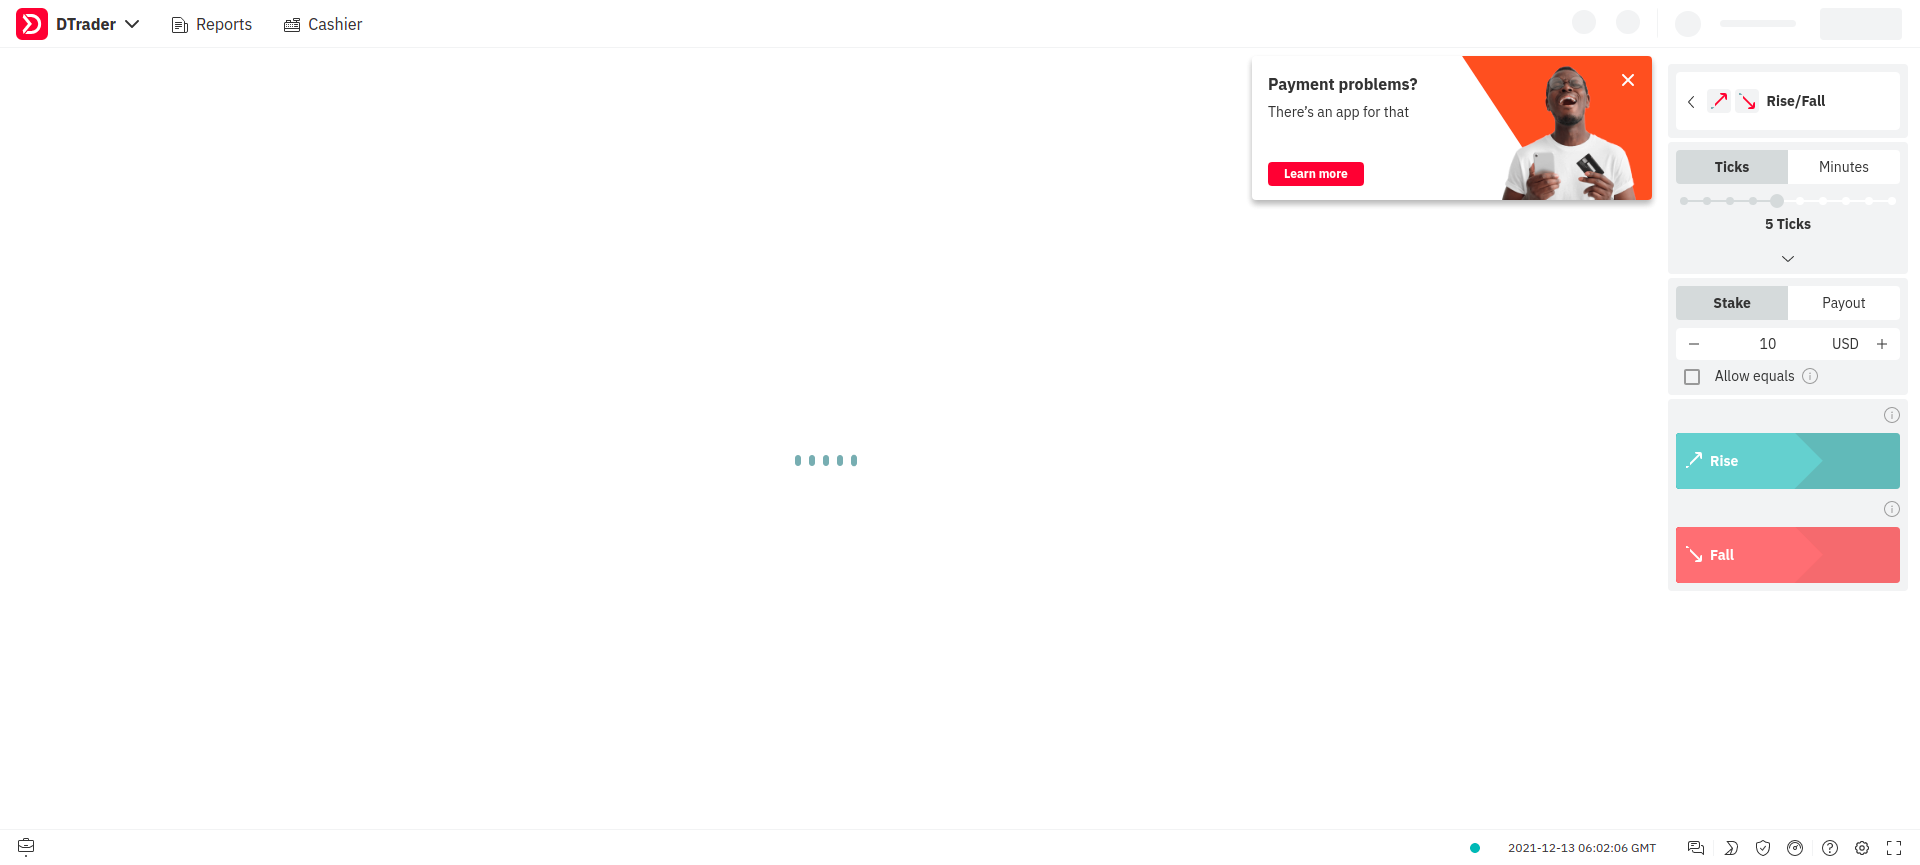 DTrader
Reports
Cashier
Payment problems?
There’s an app for that
Learn more
Rise/Fall
Ticks
Minutes
5 Ticks
Stake
Payout
10
USD
Allow equals
Rise
Fall
2021-12-13 06:02:06 GMT